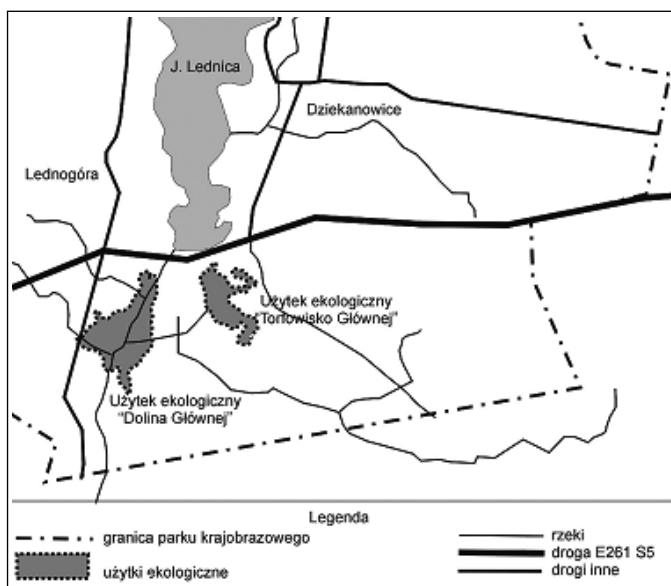 J. Lednica
Dziekanowice
Lednogóra
Użytek ekologiczny
"Torfowisko Głównej"
Użytek ekologiczny
"Dolina Głównej"
Legenda
granica parku krajobrazowego
użytki ekologiczne
rzeki
droga E261 S5
drogi inne